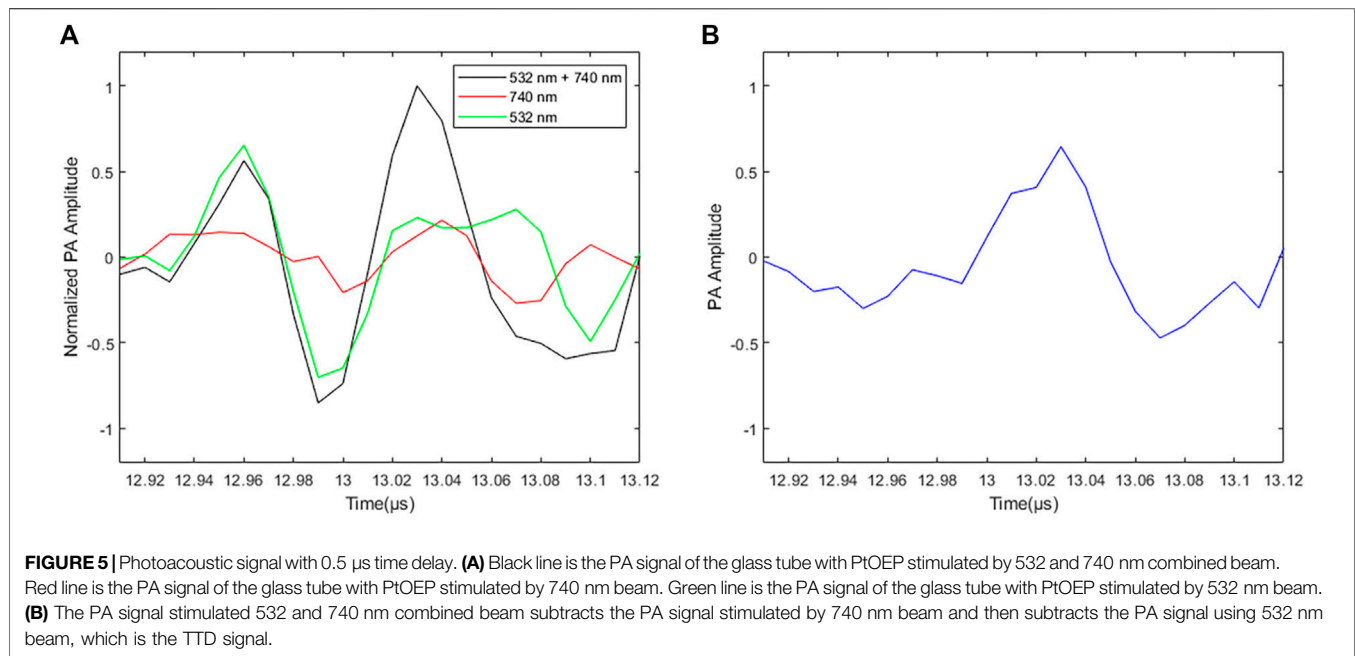 A
B
532 nm + 740 nm
740 nm
532 nm
Normalized PA Amplitude
1
0.5
0
-0.5
-1
12.92 12.94 12.96 12.98 13 13.02 13.04 13.06 13.08 13.1 13.12
Time(µs)
PA Amplitude
1
0.5
0
-0.5
-1
12.92 12.94 12.96 12.98 13 13.02 13.04 13.06 13.08 13.1 13.12
Time(µs)
FIGURE 5 | Photoacoustic signal with 0.5 µs time delay. (A) Black line is the PA signal of the glass tube with PtOEP stimulated by 532 and 740 nm combined beam.
Red line is the PA signal of the glass tube with PtOEP stimulated by 740 nm beam. Green line is the PA signal of the glass tube with PtOEP stimulated by 532 nm beam.
(B) The PA signal stimulated 532 and 740 nm combined beam subtracts the PA signal stimulated by 740 nm beam and then subtracts the PA signal using 532 nm
beam, which is the TTD signal.